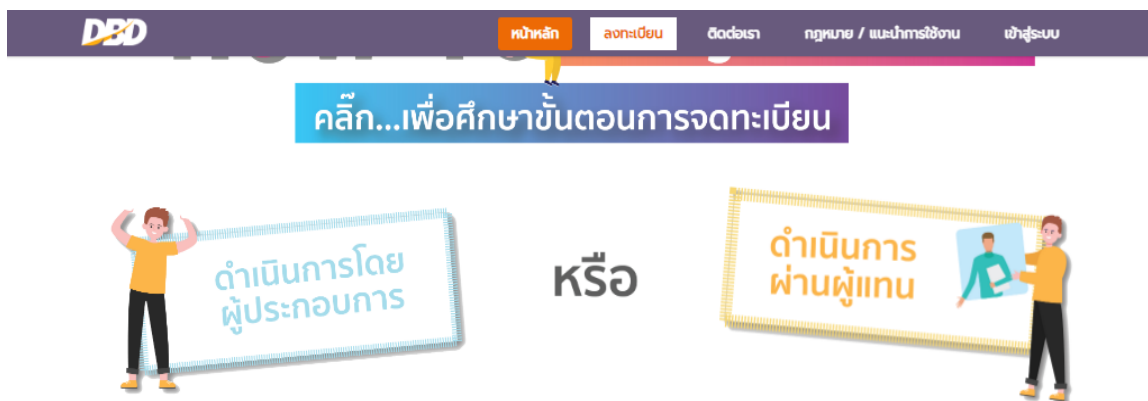 DBD
หน้าหลัก ลงทะเบียน ติดต่อเรา กฎหมาย / แนะนำการใช้งาน เข้าสู่ระบบ
คลิ๊ก...เพื่อศึกษาขั้นตอนการจดทะเบียน
ดำเนินการโดย
ผู้ประกอบการ
หรือ
ดำเนินการ
ผ่านผู้แทน